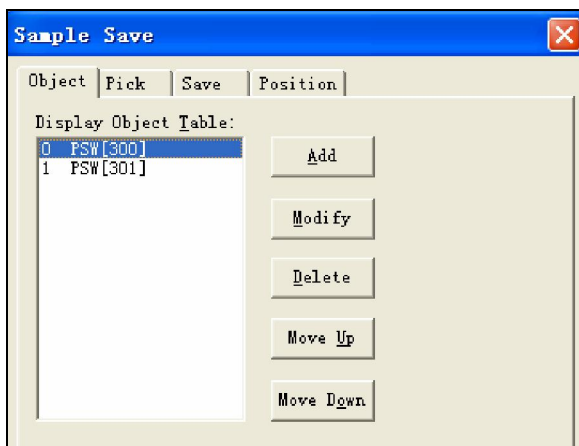 Sample Save
Object Pick Save Position
Display Object Table:
0 PSW[300]
1 PSW[301]
Add
Modify
Delete
Move Up
Move Down